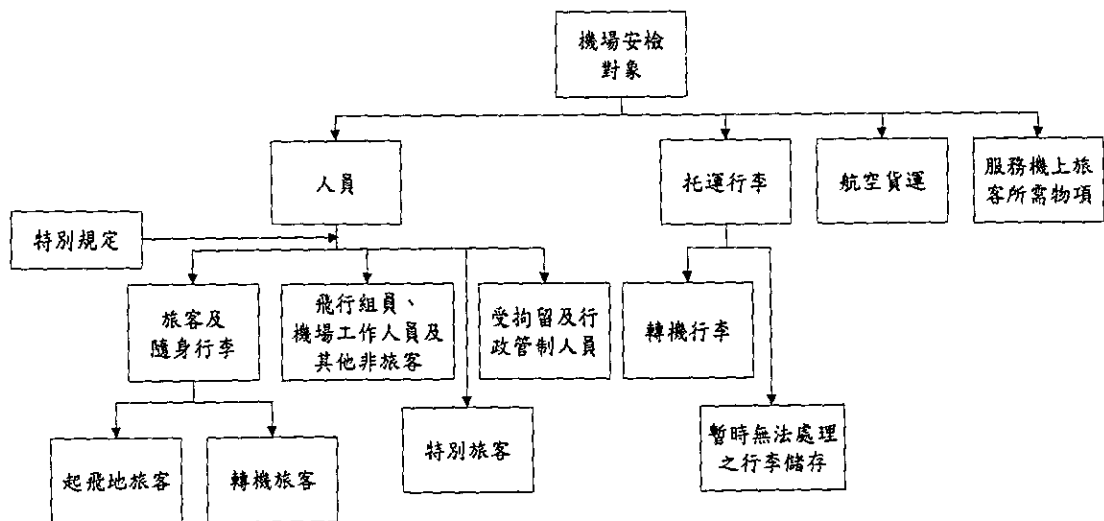 機場安檢
對象
人員
托運行李
航空貨運
服務機上旅
客所需物項
特別規定
旅客及
隨身行李
飛行組員、
機場工作人員及
其他非旅客
受拘留及行
政管制人員
轉機行李
起飛地旅客
轉機旅客
特別旅客
暫時無法處理
之行李儲存